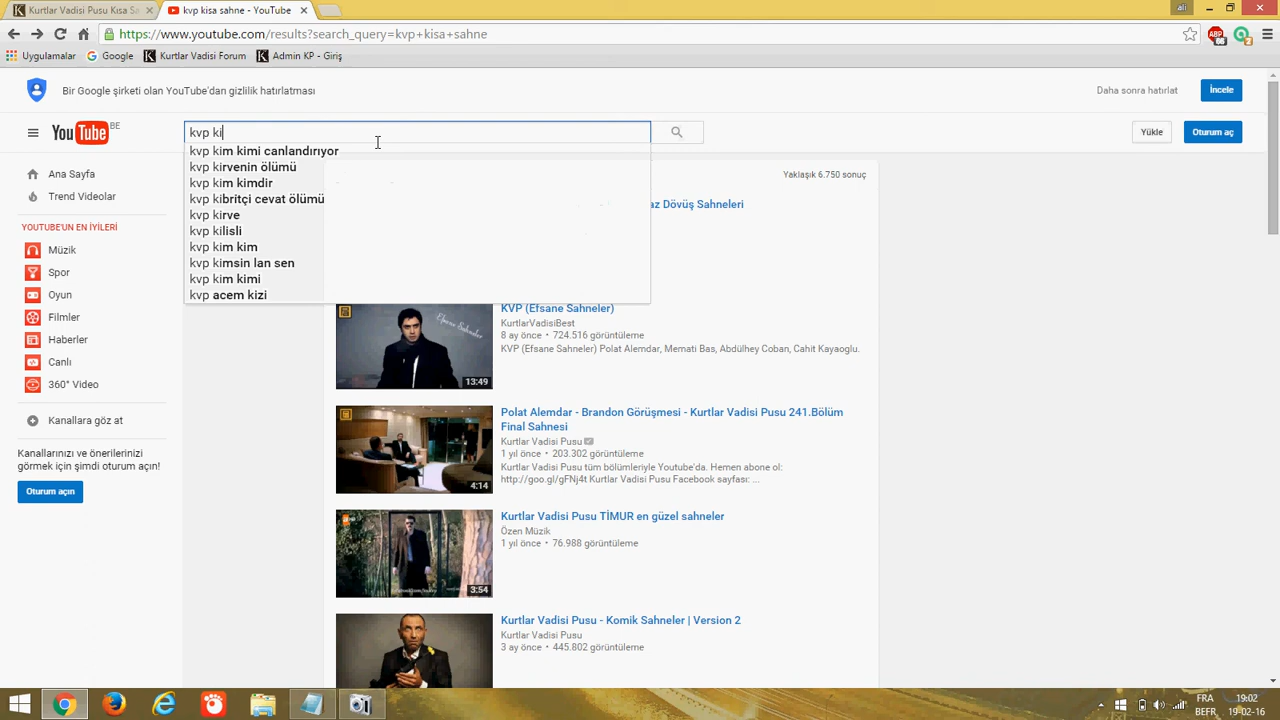 Kurtlar Vadisi Pusu Kısa Sa
kvp kisa sahne - YouTube
ali
https://www.youtube.com/results?search_query=kvp+kisa+sahne
Uygulamalar
Google
Kurtlar Vadisi Forum
Admin KP - Giriş
Bir Google şirketi olan YouTube'dan gizlilik hatırlatması
Daha sonra hatırlat
İncele
YouTube BE
kvp ki
Yükle
Oturum aç
kvp kim kimi canlandırıyor
kvp kirvenin ölümü
kvp kim kimdir
kvp kibritçi cevat ölümü
kvp kirve
kvp kilisli
kvp kim kim
kvp kimsin lan sen
kvp kim kimi
kvp acem kizi
Ana Sayfa
Trend Videolar
YOUTUBE'UN EN İYİLERİ
Müzik
Spor
Oyun
Filmler
Haberler
Canlı
360° Video
Kanallara göz at
Kanallarınızı ve önerilerinizi
görmek için şimdi oturum açın!
Oturum açın
Yaklaşık 6.750 sonuç
az Dövüş Sahneleri
KVP (Efsane Sahneler)
KurtlarVadisiBest
8 ay önce • 724.516 görüntüleme
KVP (Efsane Sahneler) Polat Alemdar, Memati Bas, Abdülhey Coban, Cahit Kayaoglu.
Efsane Sahneler
13:49
Polat Alemdar - Brandon Görüşmesi - Kurtlar Vadisi Pusu 241.Bölüm
Final Sahnesi
Kurtlar Vadisi Pusu
1 yıl önce • 203.302 görüntüleme
Kurtlar Vadisi Pusu tüm bölümleriyle Youtube'da. Hemen abone ol:
http://goo.gl/gFNj4t Kurtlar Vadisi Pusu Facebook sayfası: ...
4:14
Kurtlar Vadisi Pusu TİMUR en güzel sahneler
Özen Müzik
1 yıl önce • 76.988 görüntüleme
3:54
Kurtlar Vadisi Pusu - Komik Sahneler | Version 2
Kurtlar Vadisi Pusu
3 ay önce • 445.802 görüntüleme
FRA
BEFR
19:02
19-02-16